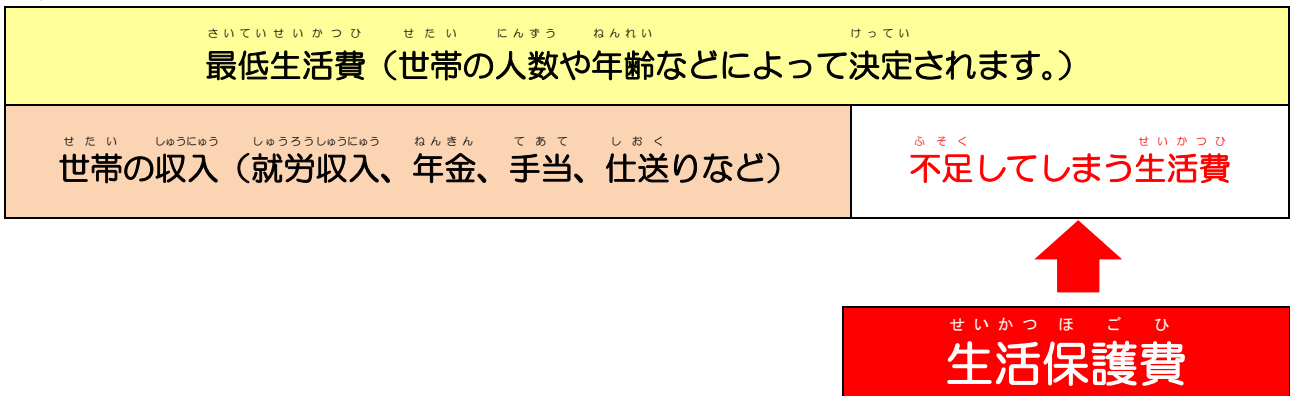 さいていせいかつひ せたい にんずう ねんれい けってい
最低生活費（世帯の人数や年齢などによって決定されます。）
せたい しゅうにゅう しゅうろうしゅうにゅう ねんきん てあて しおく
世帯の収入（就労収入、年金、手当、仕送りなど）
ふそく せいかつひ
不足してしまう生活費
せいかつほごひ
生活保護費